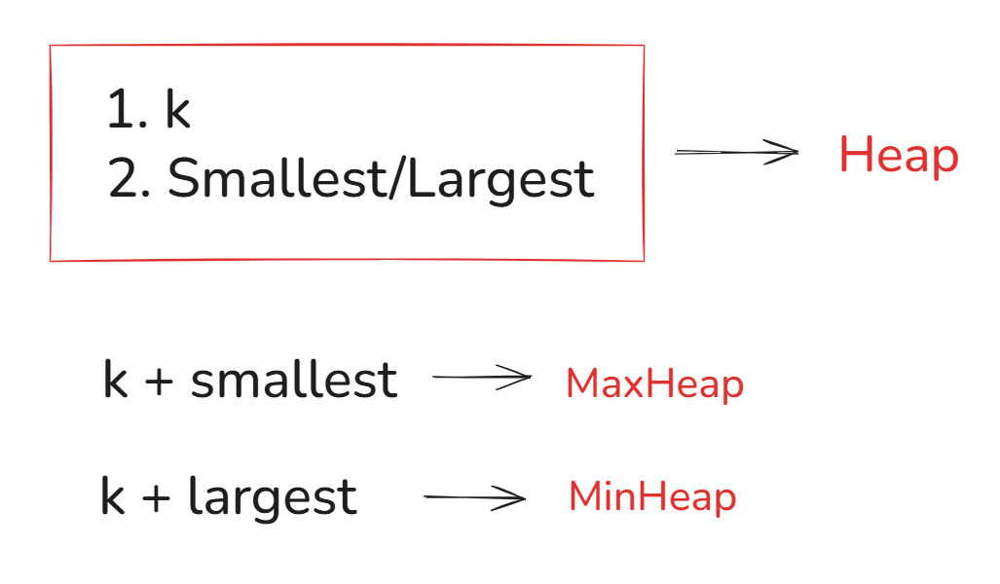 1. k
2. Smallest/Largest
Heap
k + smallest
MaxHeap
k + largest
MinHeap